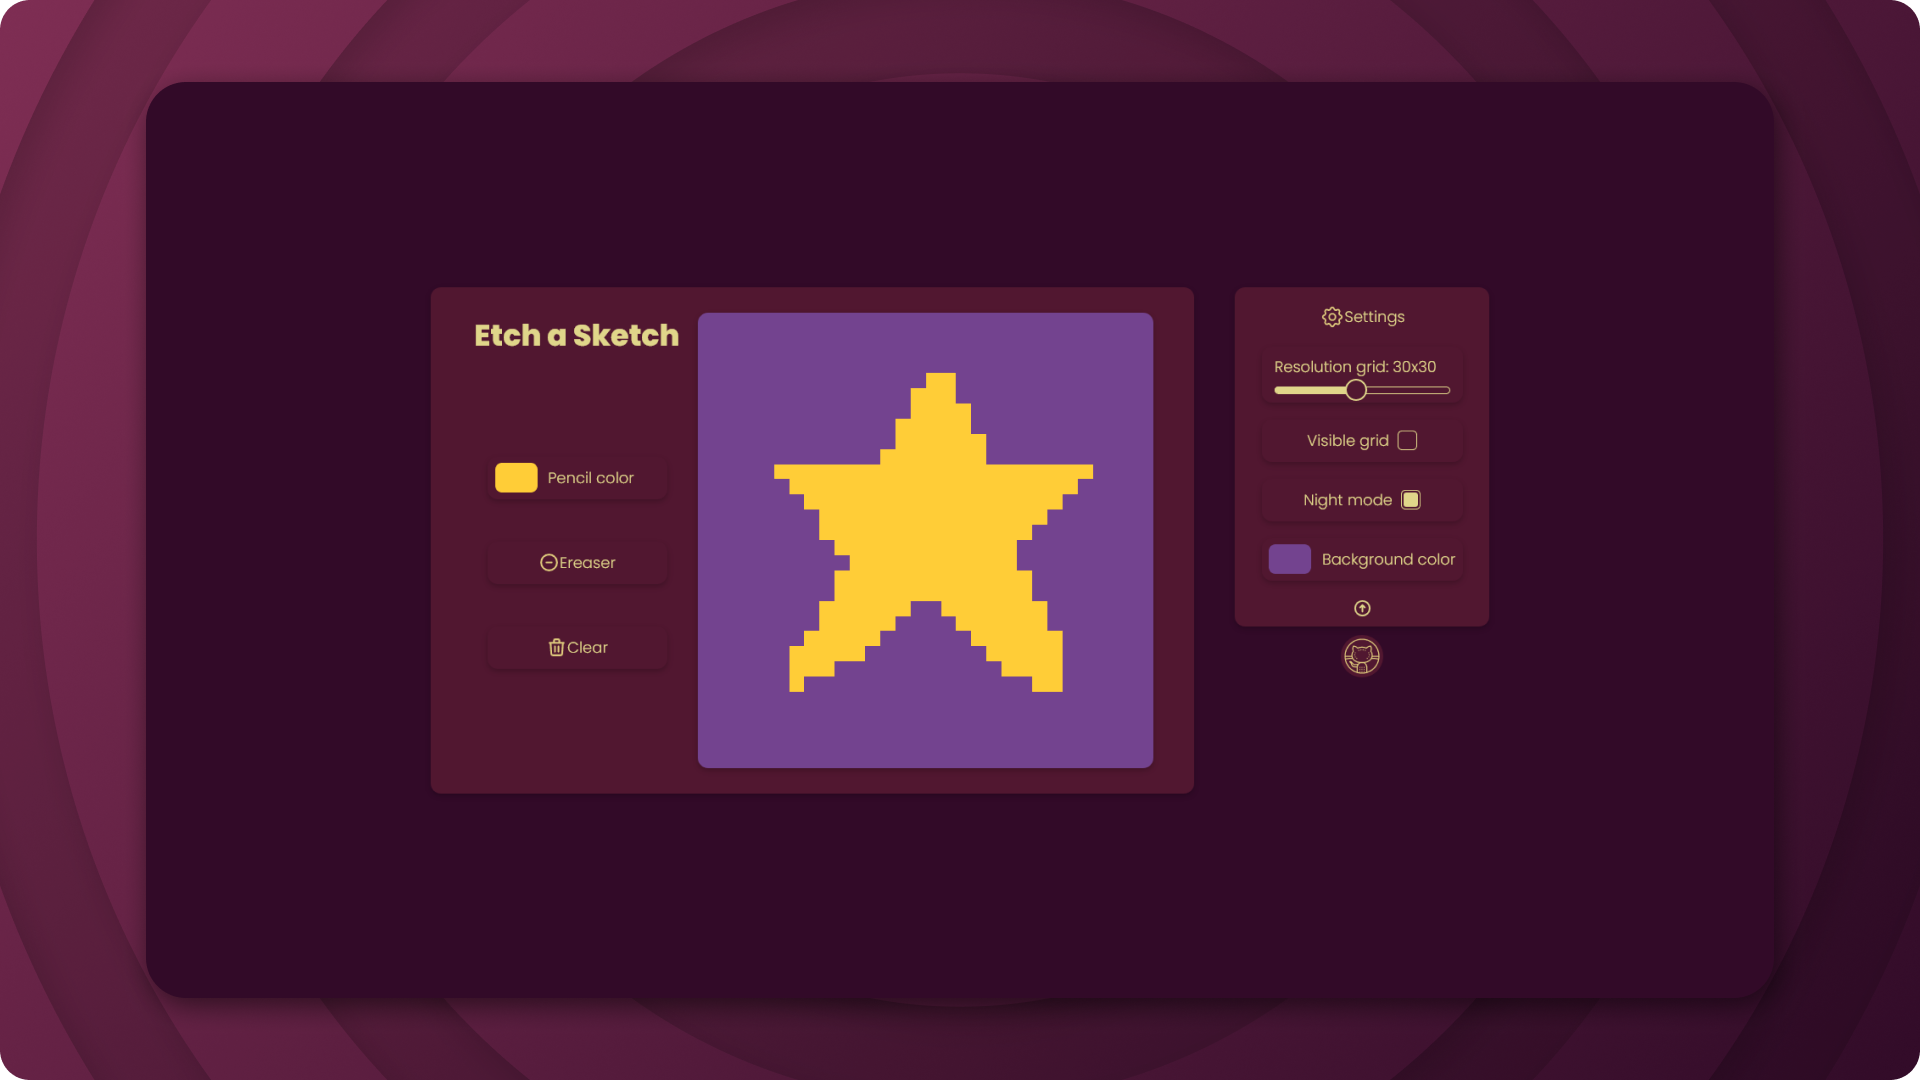 Etch a Sketch
Pencil color
Ereaser
Clear
Settings
Resolution grid: 30x30
Visible grid
Night mode
Background color